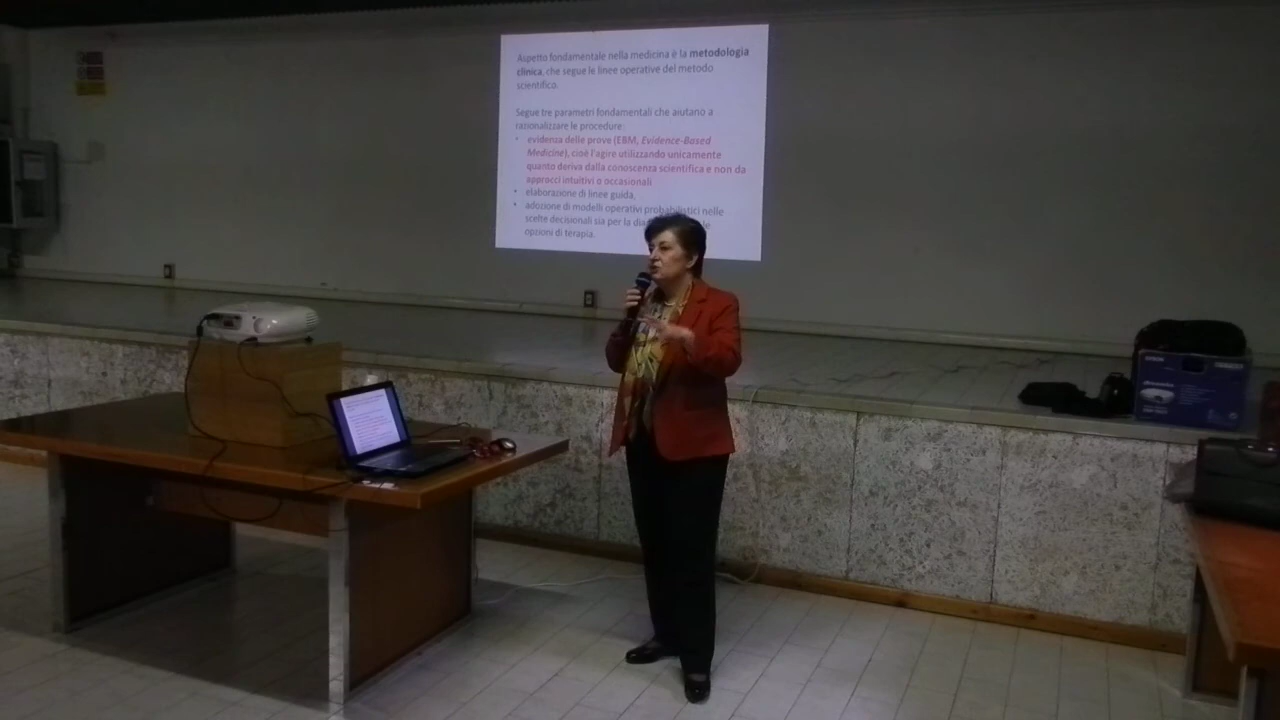 Aspetto fondamentale nella medicina è la metodologia
clinica, che segue le linee operative del metodo
scientifico.
Segue tre parametri fondamentali che aiutano a
razionalizzare le procedure:
• evidenza delle prove (EBM, Evidence-Based
Medicine), cioè l'agire utilizzando unicamente
quanto deriva dalla conoscenza scientifica e non da
approcci intuitivi o occasionali
• elaborazione di linee guida,
• adozione di modelli operativi probabilistici nelle
scelte decisionali sia per la
opzioni di terapia.
EPSON